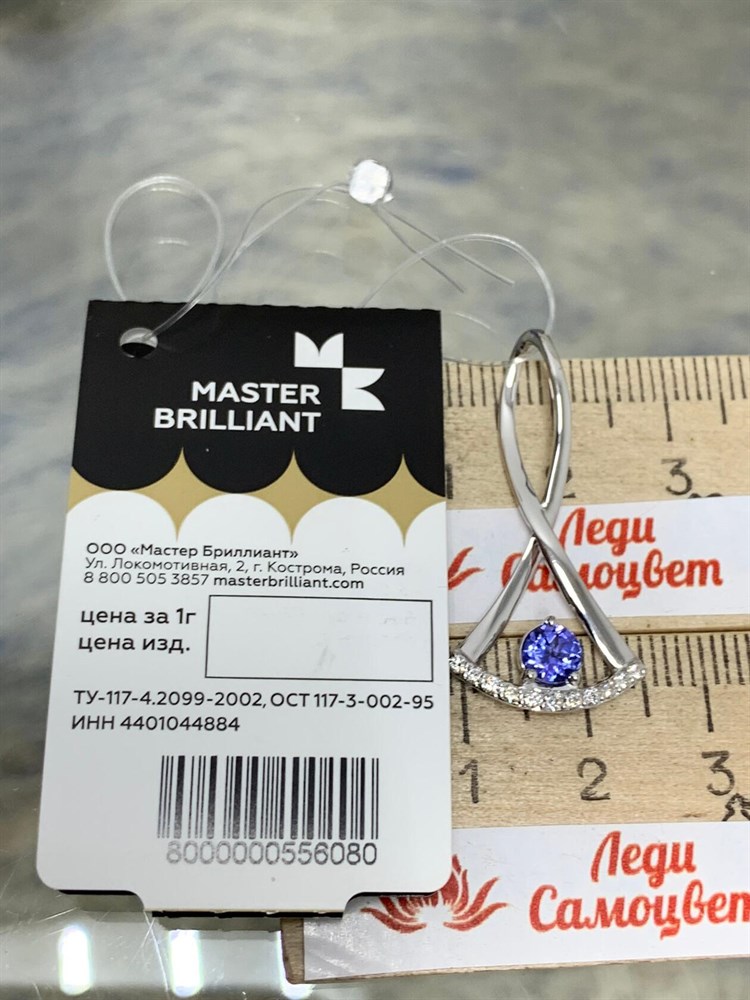 MASTER
BRILLIANT
ООО «Мастер Бриллиант»
Ул. Локомотивная, 2, г. Кострома, Россия
8 800 505 3857 masterbrilliant.com
цена за 1г
цена изд.
ТУ-117-4.2099-2002, ОСТ 117-3-002-95
ИНН 4401044884
8000000556080
2 3
Леди
Самоцвет
1 2 3
Леди
Самоцвет